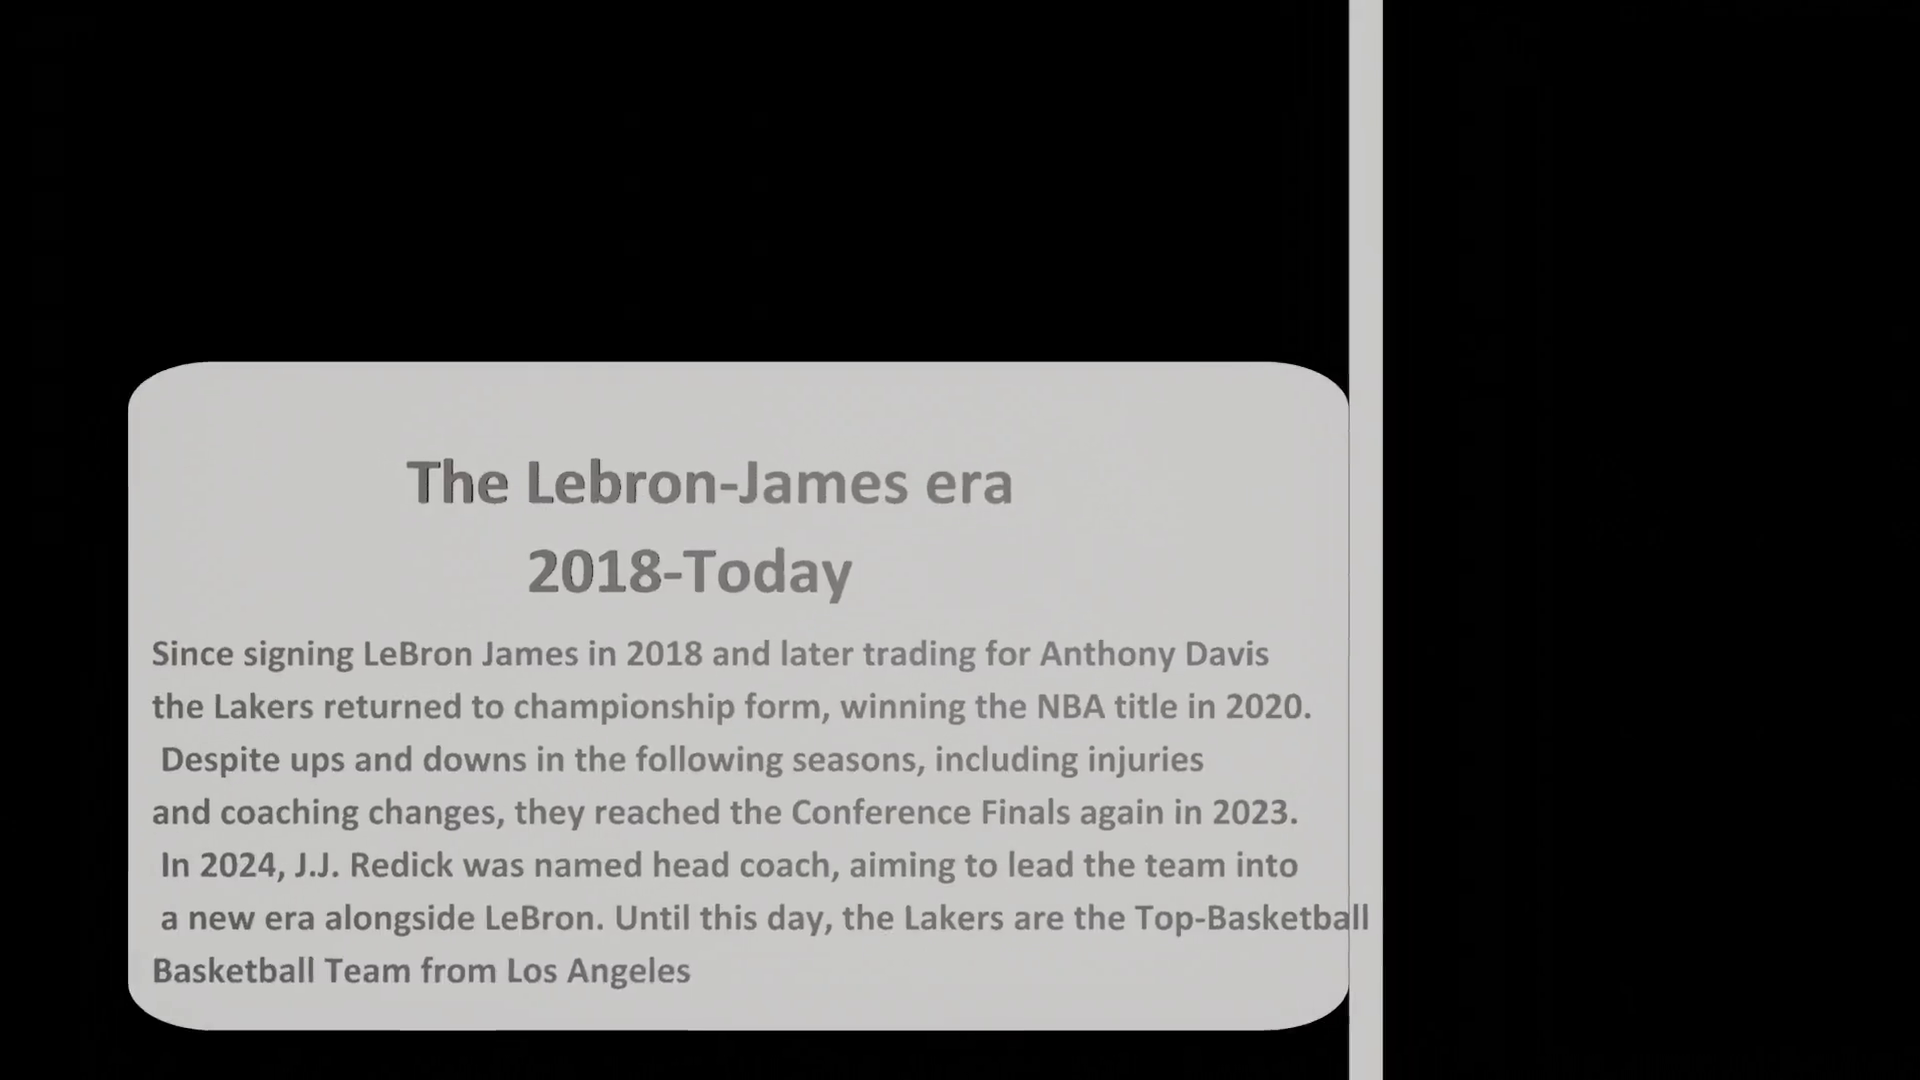 The Lebron-James era
2018-Today
Since signing LeBron James in 2018 and later trading for Anthony Davis
the Lakers returned to championship form, winning the NBA title in 2020.
Despite ups and downs in the following seasons, including injuries
and coaching changes, they reached the Conference Finals again in 2023.
In 2024, J.J. Redick was named head coach, aiming to lead the team into
a new era alongside LeBron. Until this day, the Lakers are the Top-Basketball
Basketball Team from Los Angeles